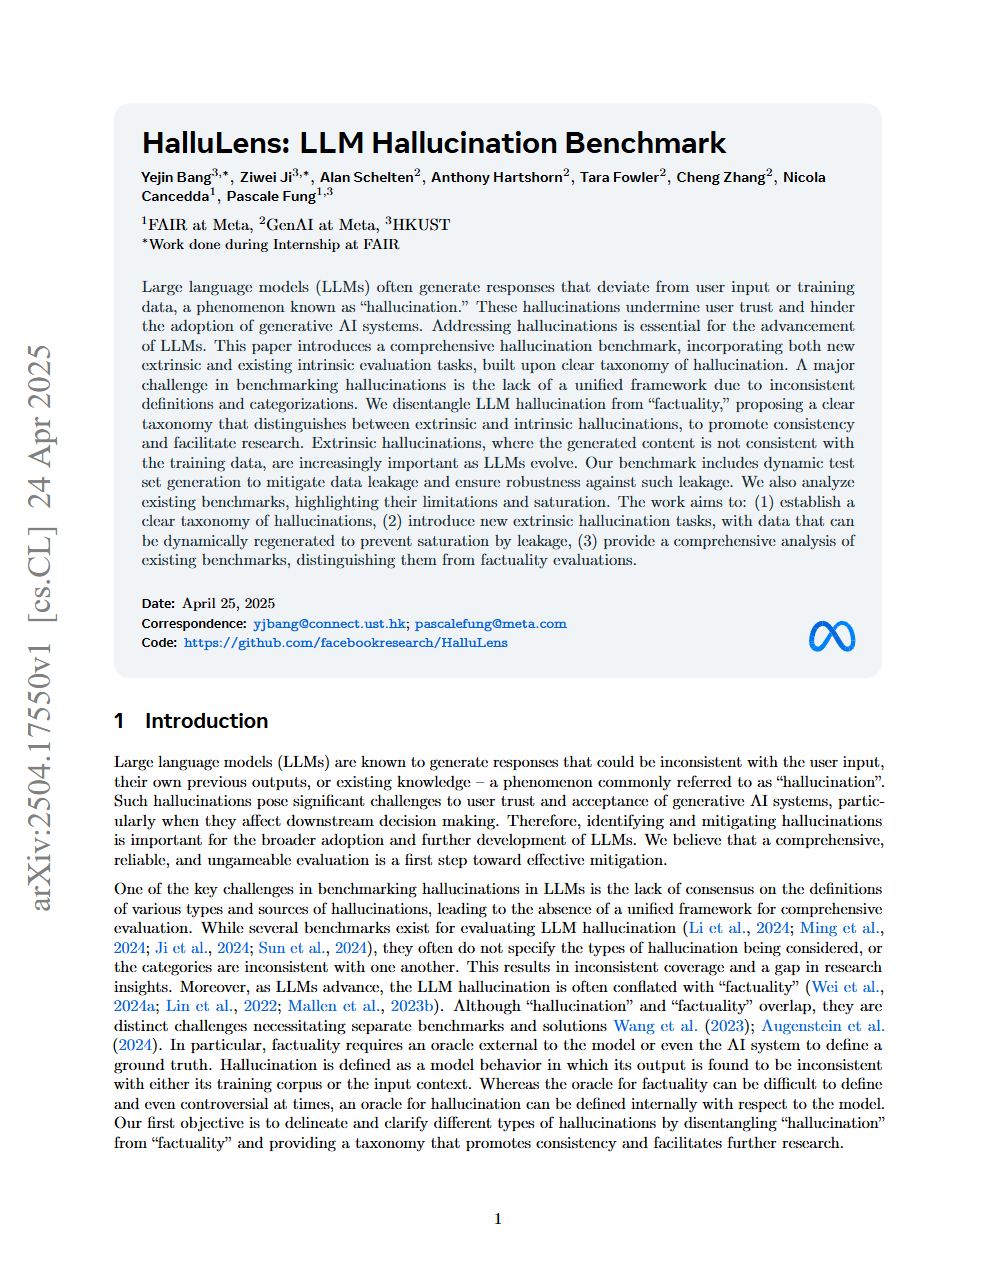 HalluLens: LLM Hallucination Benchmark
Yejin Bang3,*, Ziwei Ji3,*, Alan Schelten2, Anthony Hartshorn2, Tara Fowler2, Cheng Zhang2, Nicola
Cancedda1, Pascale Fung1,3
1FAIR at Meta, 2GenAI at Meta, 3HKUST
*Work done during Internship at FAIR
Large language models (LLMs) often generate responses that deviate from user input or training
data, a phenomenon known as “hallucination.” These hallucinations undermine user trust and hinder
the adoption of generative AI systems. Addressing hallucinations is essential for the advancement
of LLMs. This paper introduces a comprehensive hallucination benchmark, incorporating both new
extrinsic and existing intrinsic evaluation tasks, built upon clear taxonomy of hallucination. A major
challenge in benchmarking hallucinations is the lack of a unified framework due to inconsistent
definitions and categorizations. We disentangle LLM hallucination from “factuality,” proposing a clear
taxonomy that distinguishes between extrinsic and intrinsic hallucinations, to promote consistency
and facilitate research. Extrinsic hallucinations, where the generated content is not consistent with
the training data, are increasingly important as LLMs evolve. Our benchmark includes dynamic test
set generation to mitigate data leakage and ensure robustness against such leakage. We also analyze
existing benchmarks, highlighting their limitations and saturation. The work aims to: (1) establish a
clear taxonomy of hallucinations, (2) introduce new extrinsic hallucination tasks, with data that can
be dynamically regenerated to prevent saturation by leakage, (3) provide a comprehensive analysis of
existing benchmarks, distinguishing them from factuality evaluations.
Date: April 25, 2025
Correspondence: yjbang@connect.ust.hk; pascalefung@meta.com
Code: https://github.com/facebookresearch/HalluLens
arXiv:2504.17550v1 [cs.CL] 24 Apr 2025
1 Introduction
Large language models (LLMs) are known to generate responses that could be inconsistent with the user input,
their own previous outputs, or existing knowledge – a phenomenon commonly referred to as “hallucination”.
Such hallucinations pose significant challenges to user trust and acceptance of generative AI systems, partic-
ularly when they affect downstream decision making. Therefore, identifying and mitigating hallucinations
is important for the broader adoption and further development of LLMs. We believe that a comprehensive,
reliable, and ungameable evaluation is a first step toward effective mitigation.
One of the key challenges in benchmarking hallucinations in LLMs is the lack of consensus on the definitions
of various types and sources of hallucinations, leading to the absence of a unified framework for comprehensive
evaluation. While several benchmarks exist for evaluating LLM hallucination (Li et al., 2024; Ming et al.,
2024; Ji et al., 2024; Sun et al., 2024), they often do not specify the types of hallucination being considered, or
the categories are inconsistent with one another. This results in inconsistent coverage and a gap in research
insights. Moreover, as LLMs advance, the LLM hallucination is often conflated with “factuality” (Wei et al.,
2024a; Lin et al., 2022; Mallen et al., 2023b). Although “hallucination” and “factuality” overlap, they are
distinct challenges necessitating separate benchmarks and solutions Wang et al. (2023); Augenstein et al.
(2024). In particular, factuality requires an oracle external to the model or even the AI system to define a
ground truth. Hallucination is defined as a model behavior in which its output is found to be inconsistent
with either its training corpus or the input context. Whereas the oracle for factuality can be difficult to define
and even controversial at times, an oracle for hallucination can be defined internally with respect to the model.
Our first objective is to delineate and clarify different types of hallucinations by disentangling “hallucination”
from “factuality” and providing a taxonomy that promotes consistency and facilitates further research.
1